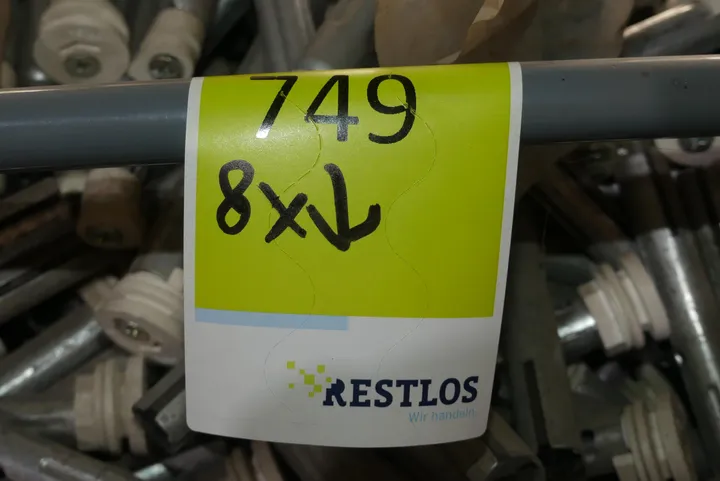 749
8x↓
RESTLOS
Wir handeln.